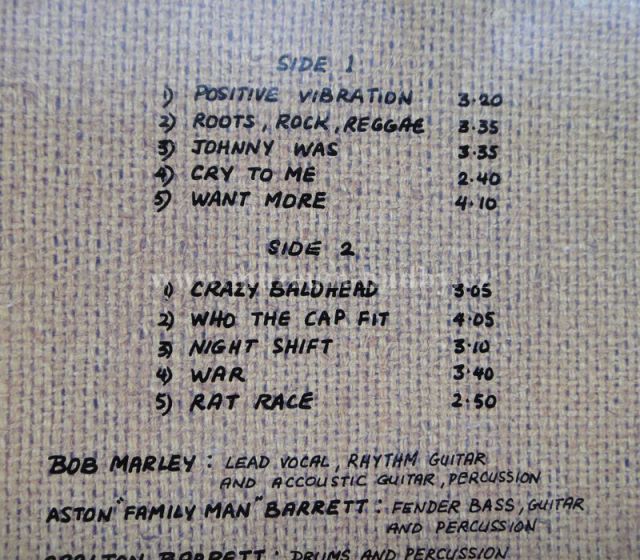 SIDE 1
1) POSITIVE VIBRATION 3·20
2) ROOTS, ROCK, REGGAE 3·35
3) JOHNNY WAS 3·35
4) CRY TO ME 2·40
5) WANT MORE 4·10
SIDE 2
1) CRAZY BALDHEAD 3·05
2) WHO THE CAP FIT 4·05
3) NIGHT SHIFT 3·10
4) WAR 3·40
5) RAT RACE 2·50
BOB MARLEY : LEAD VOCAL, RHYTHM GUITAR
AND ACCOUSTIC GUITAR, PERCUSSION
ASTON "FAMILY MAN" BARRETT : FENDER BASS, GUITAR
AND PERCUSSION
BARRETT : DRUMS AND PERCUSSION